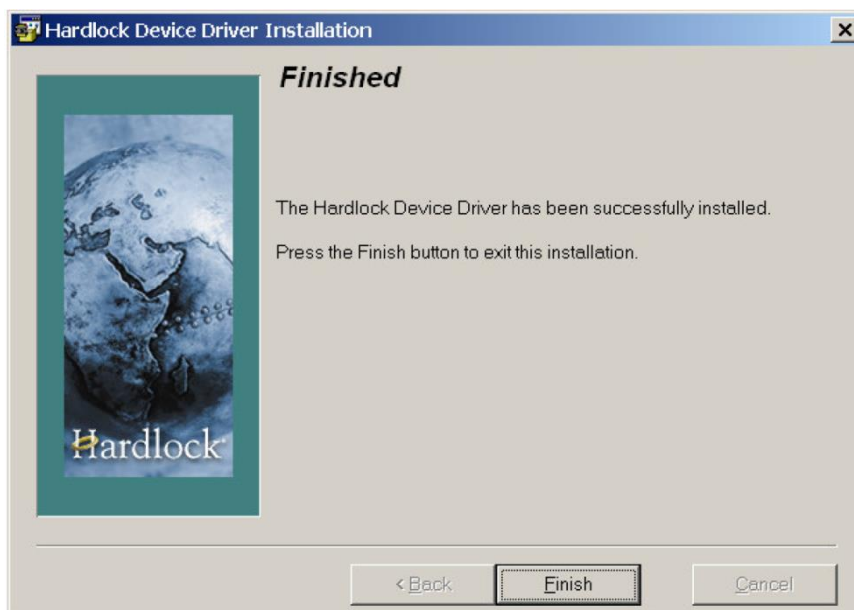 Hardlock Device Driver Installation
Finished
The Hardlock Device Driver has been successfully installed.
Press the Finish button to exit this installation.
Hardlock
< Back
Finish
Cancel